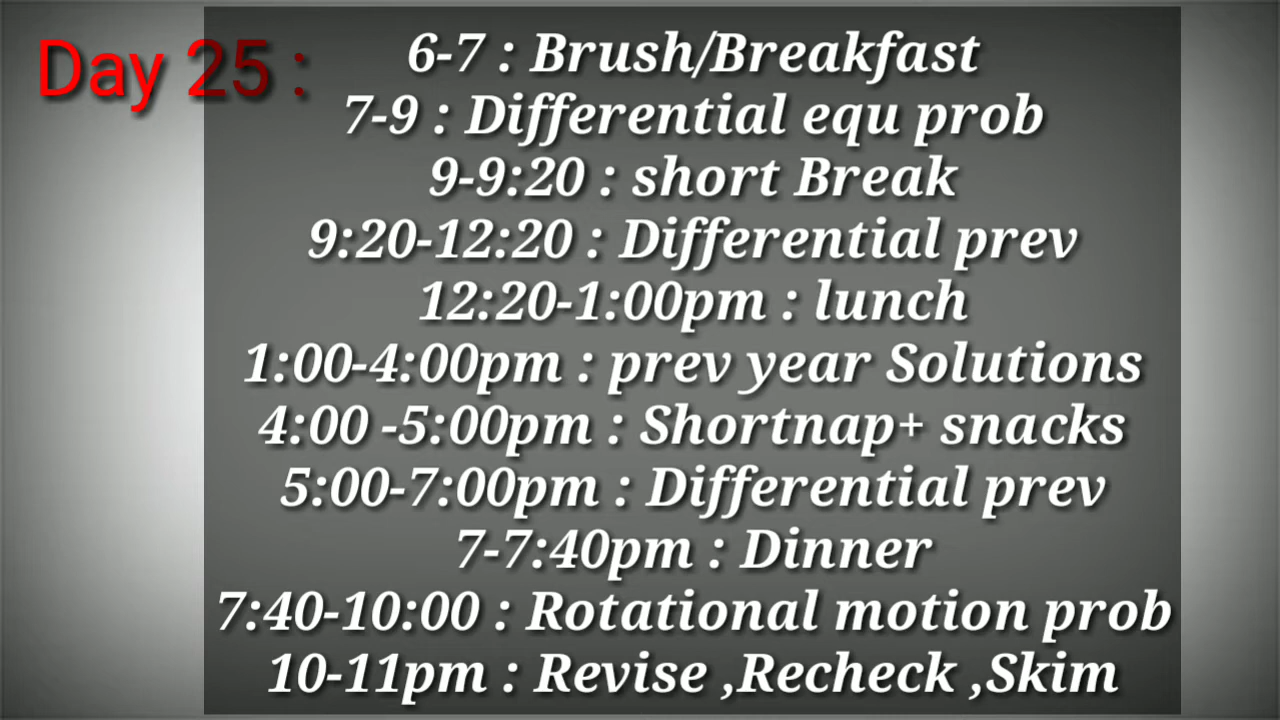 Day 25 :
6-7 : Brush/Breakfast
7-9 : Differential equ prob
9-9:20 : short Break
9:20-12:20 : Differential prev
12:20-1:00pm : lunch
1:00-4:00pm : prev year Solutions
4:00 -5:00pm : Shortnap+ snacks
5:00-7:00pm : Differential prev
7-7:40pm : Dinner
7:40-10:00 : Rotational motion prob
10-11pm : Revise ,Recheck ,Skim